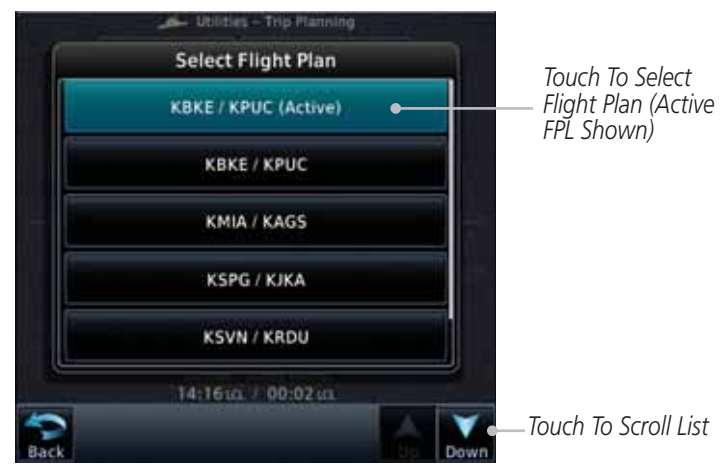 Utilities – Trip Planning
Select Flight Plan
KBKE / KPUC (Active)
Touch To Select
Flight Plan (Active
FPL Shown)
KBKE / KPUC
KMIA / KAGS
KSPG / KJKA
KSVN / KRDU
14:16 / 00:02
Touch To Scroll List
Back
Up
Down